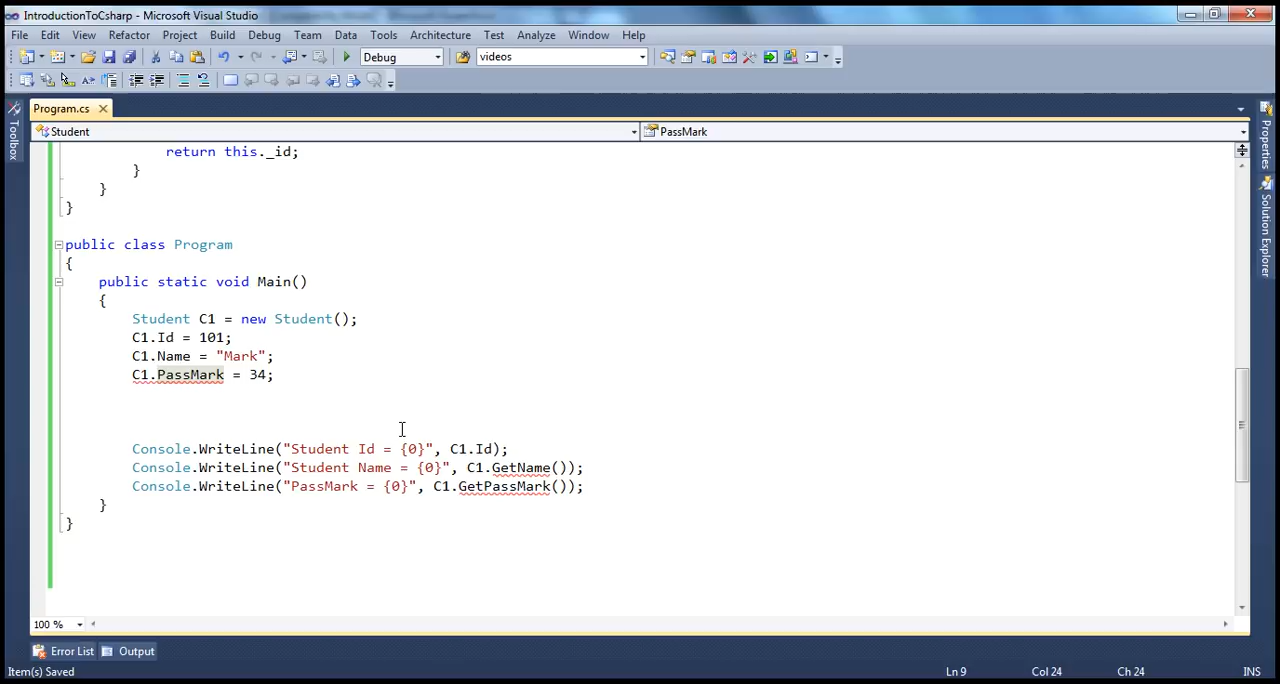 IntroductionToCsharp - Microsoft Visual Studio
File Edit View Refactor Project Build Debug Team Data Tools Architecture Test Analyze Window Help
Debug videos
Program.cs
Student PassMark
Toolbox
Properties
Solution Explorer
return this._id;
}
}
}
public class Program
{
public static void Main()
{
Student C1 = new Student();
C1.Id = 101;
C1.Name = "Mark";
C1.PassMark = 34;
Console.WriteLine("Student Id = {0}", C1.Id);
Console.WriteLine("Student Name = {0}", C1.GetName());
Console.WriteLine("PassMark = {0}", C1.GetPassMark());
}
}
100 %
Error List Output
Item(s) Saved Ln 9 Col 24 Ch 24 INS